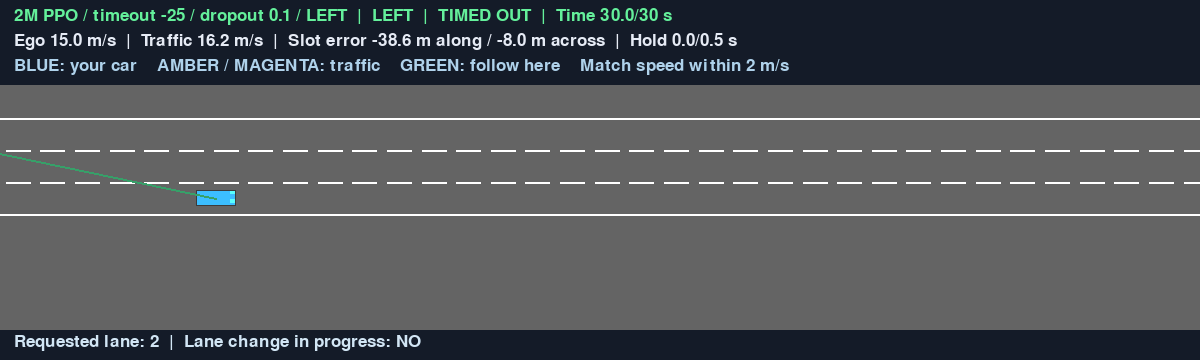 2M PPO / timeout -25 / dropout 0.1 / LEFT | LEFT | TIMED OUT | Time 30.0/30 s
Ego 15.0 m/s | Traffic 16.2 m/s | Slot error -38.6 m along / -8.0 m across | Hold 0.0/0.5 s
BLUE: your car AMBER / MAGENTA: traffic GREEN: follow here Match speed within 2 m/s
Requested lane: 2 | Lane change in progress: NO